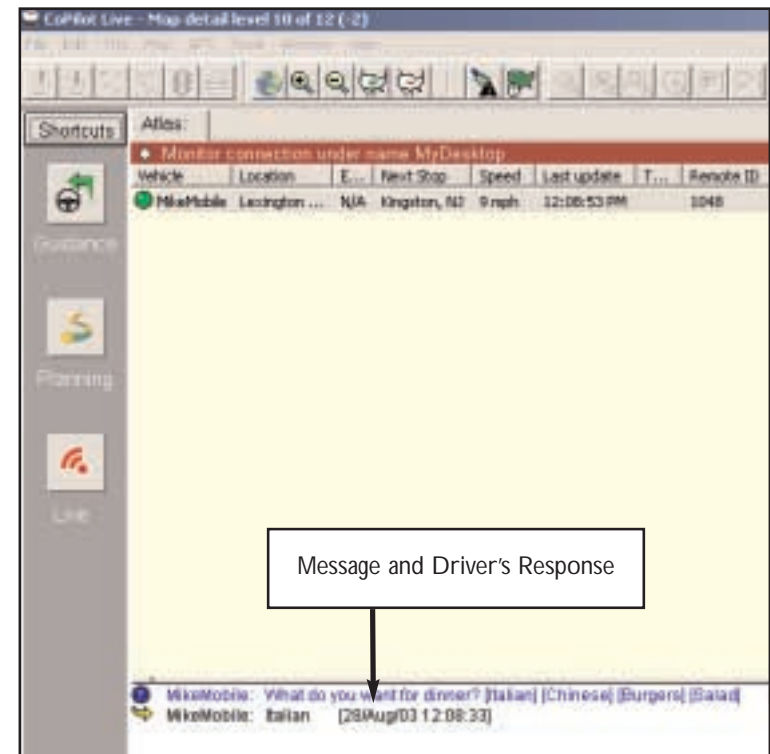 CoPilot Live - Map detail level 10 of 12 (-2)
Shortcuts
Atlas:
Monitor connection under name MyDesktop
Vehicle Location E... Next Stop Speed Last update T... Remote ID
MikeMobile Lexington ... N/A Kingston, NJ 9 mph 12:08:53 PM 1048
Guidance
Planning
Live
Message and Driver's Response
MikeMobile: What do you want for dinner? [Italian] [Chinese] [Burgers] [Salad]
MikeMobile: Italian [28/Aug/03 12:08:33]